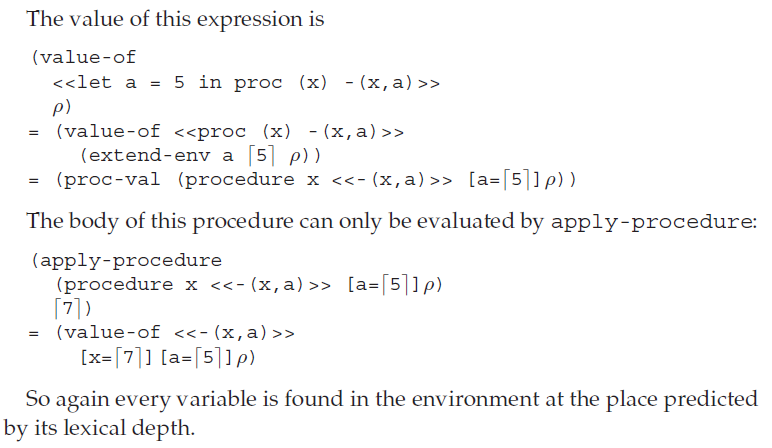 The value of this expression is
(value-of
<<let a = 5 in proc (x) -(x,a)>>
ρ)
= (value-of <<proc (x) -(x,a)>>
(extend-env a ⌈5⌉ ρ))
= (proc-val (procedure x <<-(x,a)>> [a=⌈5⌉]ρ))
The body of this procedure can only be evaluated by apply-procedure:
(apply-procedure
(procedure x <<-(x,a)>> [a=⌈5⌉]ρ)
⌈7⌉)
= (value-of <<-(x,a)>>
[x=⌈7⌉][a=⌈5⌉]ρ)
So again every variable is found in the environment at the place predicted
by its lexical depth.